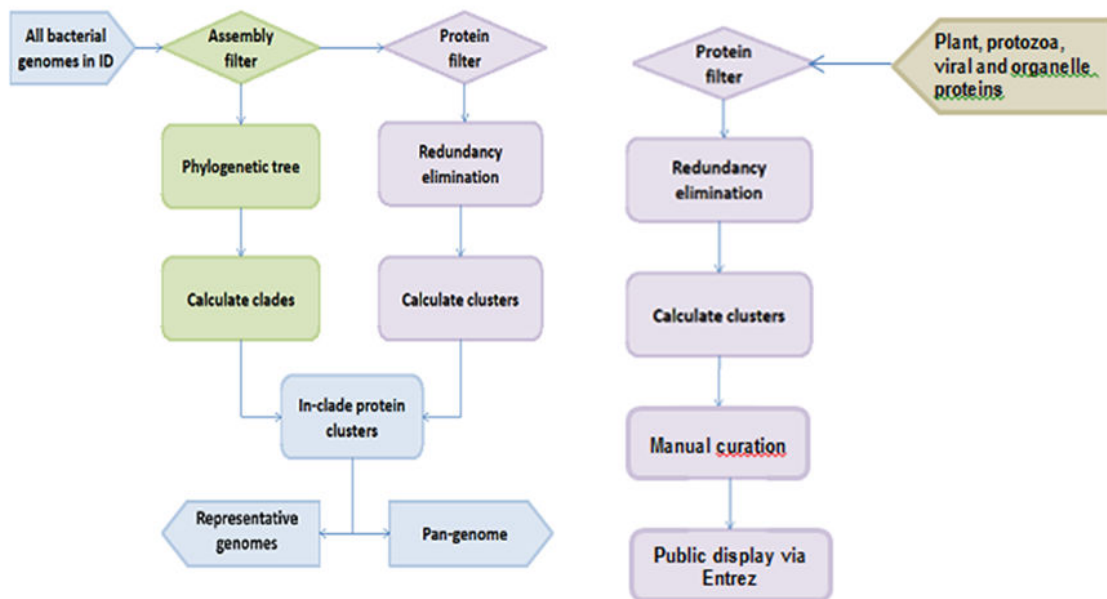 All bacterial
genomes in ID
Assembly
filter
Protein
filter
Phylogenetic tree
Redundancy
elimination
Calculate clades
Calculate clusters
In-clade protein
clusters
Representative
genomes
Pan-genome
Protein
filter
Plant, protozoa,
viral and organelle
proteins
Redundancy
elimination
Calculate clusters
Manual curation
Public display via
Entrez